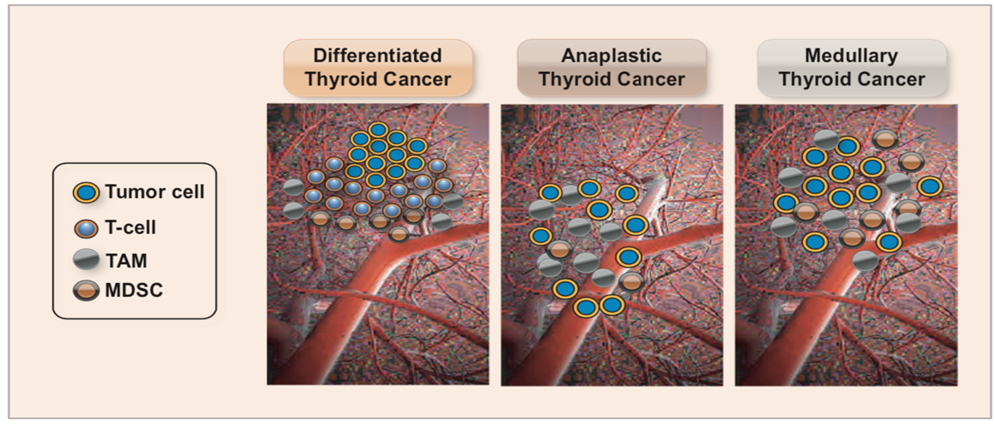 Differentiated
Thyroid Cancer
Anaplastic
Thyroid Cancer
Medullary
Thyroid Cancer
Tumor cell
T-cell
TAM
MDSC